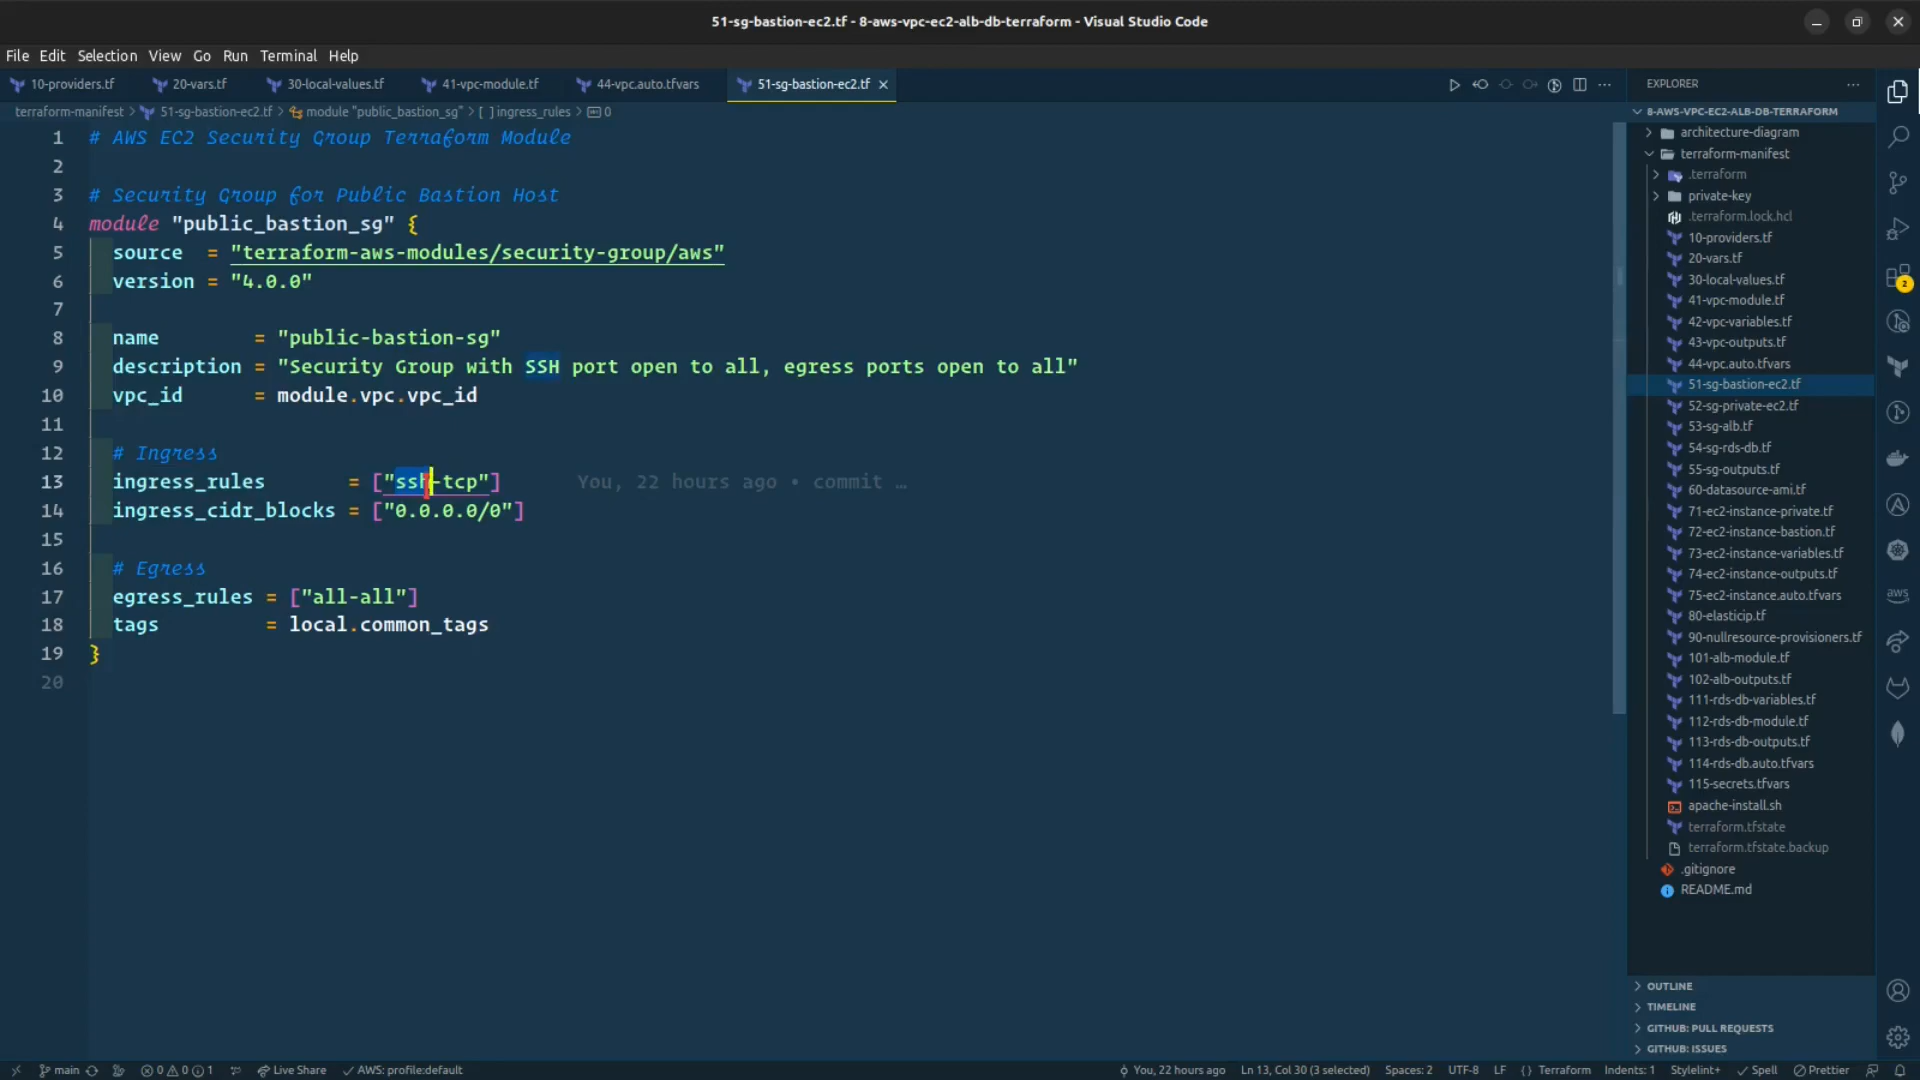 51-sg-bastion-ec2.tf - 8-aws-vpc-ec2-alb-db-terraform - Visual Studio Code
File Edit Selection View Go Run Terminal Help
10-providers.tf 20-vars.tf 30-local-values.tf 41-vpc-module.tf 44-vpc.auto.tfvars 51-sg-bastion-ec2.tf
terraform-manifest > 51-sg-bastion-ec2.tf > module "public_bastion_sg" > [ ] ingress_rules > 0
1 # AWS EC2 Security Group Terraform Module
2
3 # Security Group for Public Bastion Host
4 module "public_bastion_sg" {
5 source = "terraform-aws-modules/security-group/aws"
6 version = "4.0.0"
7
8 name = "public-bastion-sg"
9 description = "Security Group with SSH port open to all, egress ports open to all"
10 vpc_id = module.vpc.vpc_id
11
12 # Ingress
13 ingress_rules = ["ssh-tcp"] You, 22 hours ago • commit …
14 ingress_cidr_blocks = ["0.0.0.0/0"]
15
16 # Egress
17 egress_rules = ["all-all"]
18 tags = local.common_tags
19 }
20
EXPLORER
8-AWS-VPC-EC2-ALB-DB-TERRAFORM
architecture-diagram
terraform-manifest
.terraform
private-key
.terraform.lock.hcl
10-providers.tf
20-vars.tf
30-local-values.tf
41-vpc-module.tf
42-vpc-variables.tf
43-vpc-outputs.tf
44-vpc.auto.tfvars
51-sg-bastion-ec2.tf
52-sg-private-ec2.tf
53-sg-alb.tf
54-sg-rds-db.tf
55-sg-outputs.tf
60-datasource-ami.tf
71-ec2-instance-private.tf
72-ec2-instance-bastion.tf
73-ec2-instance-variables.tf
74-ec2-instance-outputs.tf
75-ec2-instance.auto.tfvars
80-elasticip.tf
90-nullresource-provisioners.tf
101-alb-module.tf
102-alb-outputs.tf
111-rds-db-variables.tf
112-rds-db-module.tf
113-rds-db-outputs.tf
114-rds-db.auto.tfvars
115-secrets.tfvars
apache-install.sh
terraform.tfstate
terraform.tfstate.backup
.gitignore
README.md
OUTLINE
TIMELINE
GITHUB: PULL REQUESTS
GITHUB: ISSUES
2
aws
main 0 0 1 Live Share AWS: profile:default You, 22 hours ago Ln 13, Col 30 (3 selected) Spaces: 2 UTF-8 LF { } Terraform Indents: 1 Stylelint+ Spell Prettier